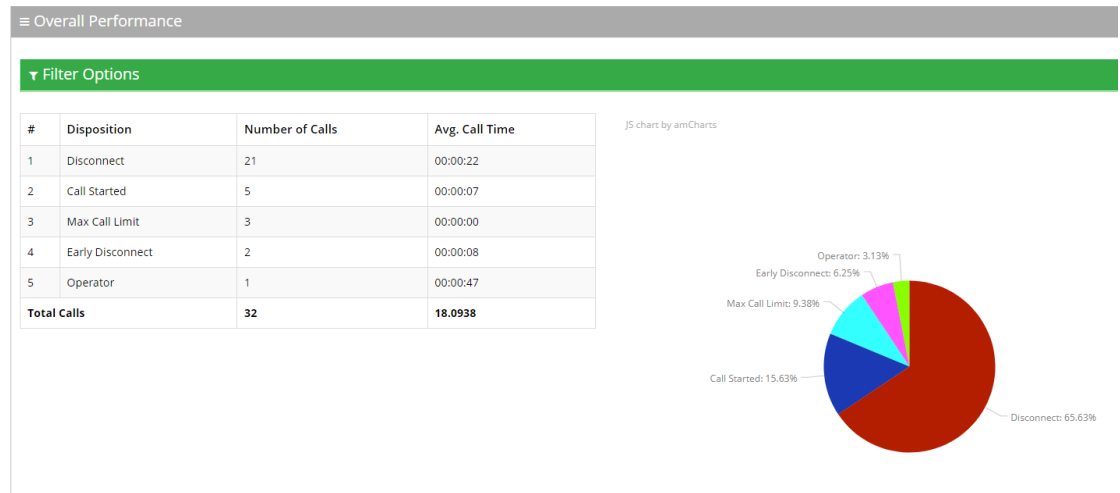 Overall Performance
Filter Options
# Disposition Number of Calls Avg. Call Time
1 Disconnect 21 00:00:22
2 Call Started 5 00:00:07
3 Max Call Limit 3 00:00:00
4 Early Disconnect 2 00:00:08
5 Operator 1 00:00:47
Total Calls 32 18.0938
JS chart by amCharts
Operator: 3.13%
Early Disconnect: 6.25%
Max Call Limit: 9.38%
Call Started: 15.63%
Disconnect: 65.63%